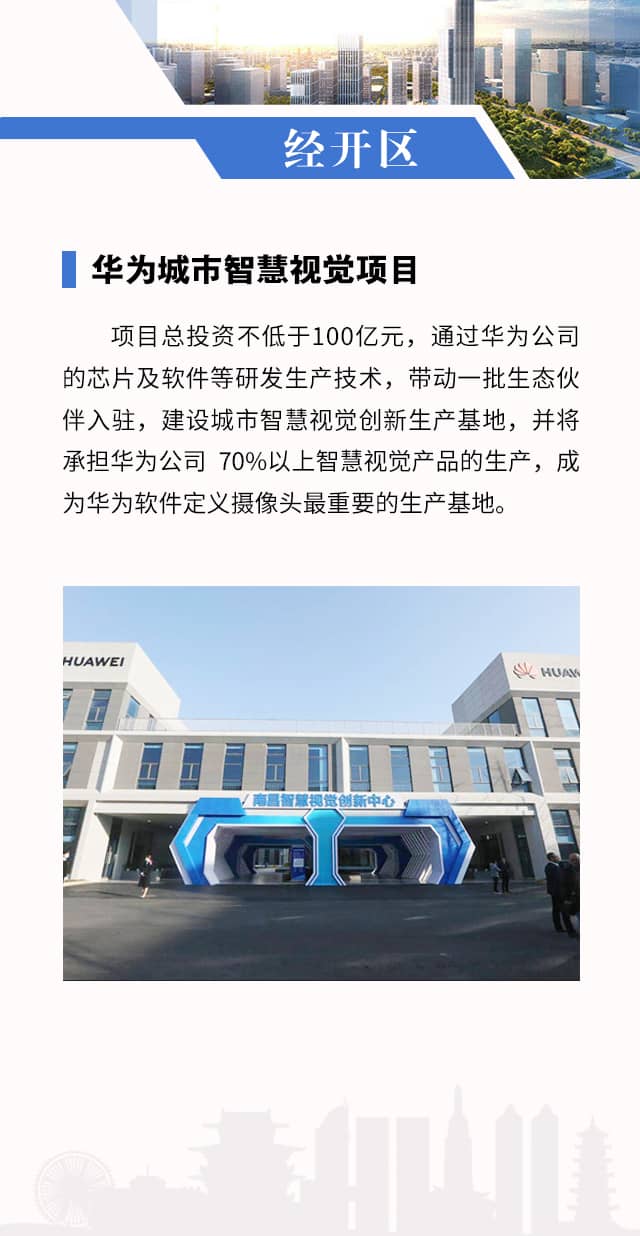 经开区
华为城市智慧视觉项目
项目总投资不低于100亿元，通过华为公司
的芯片及软件等研发生产技术，带动一批生态伙
伴入驻，建设城市智慧视觉创新生产基地，并将
承担华为公司 70%以上智慧视觉产品的生产，成
为华为软件定义摄像头最重要的生产基地。
HUAWEI
HUAW
南昌智慧视觉创新中心